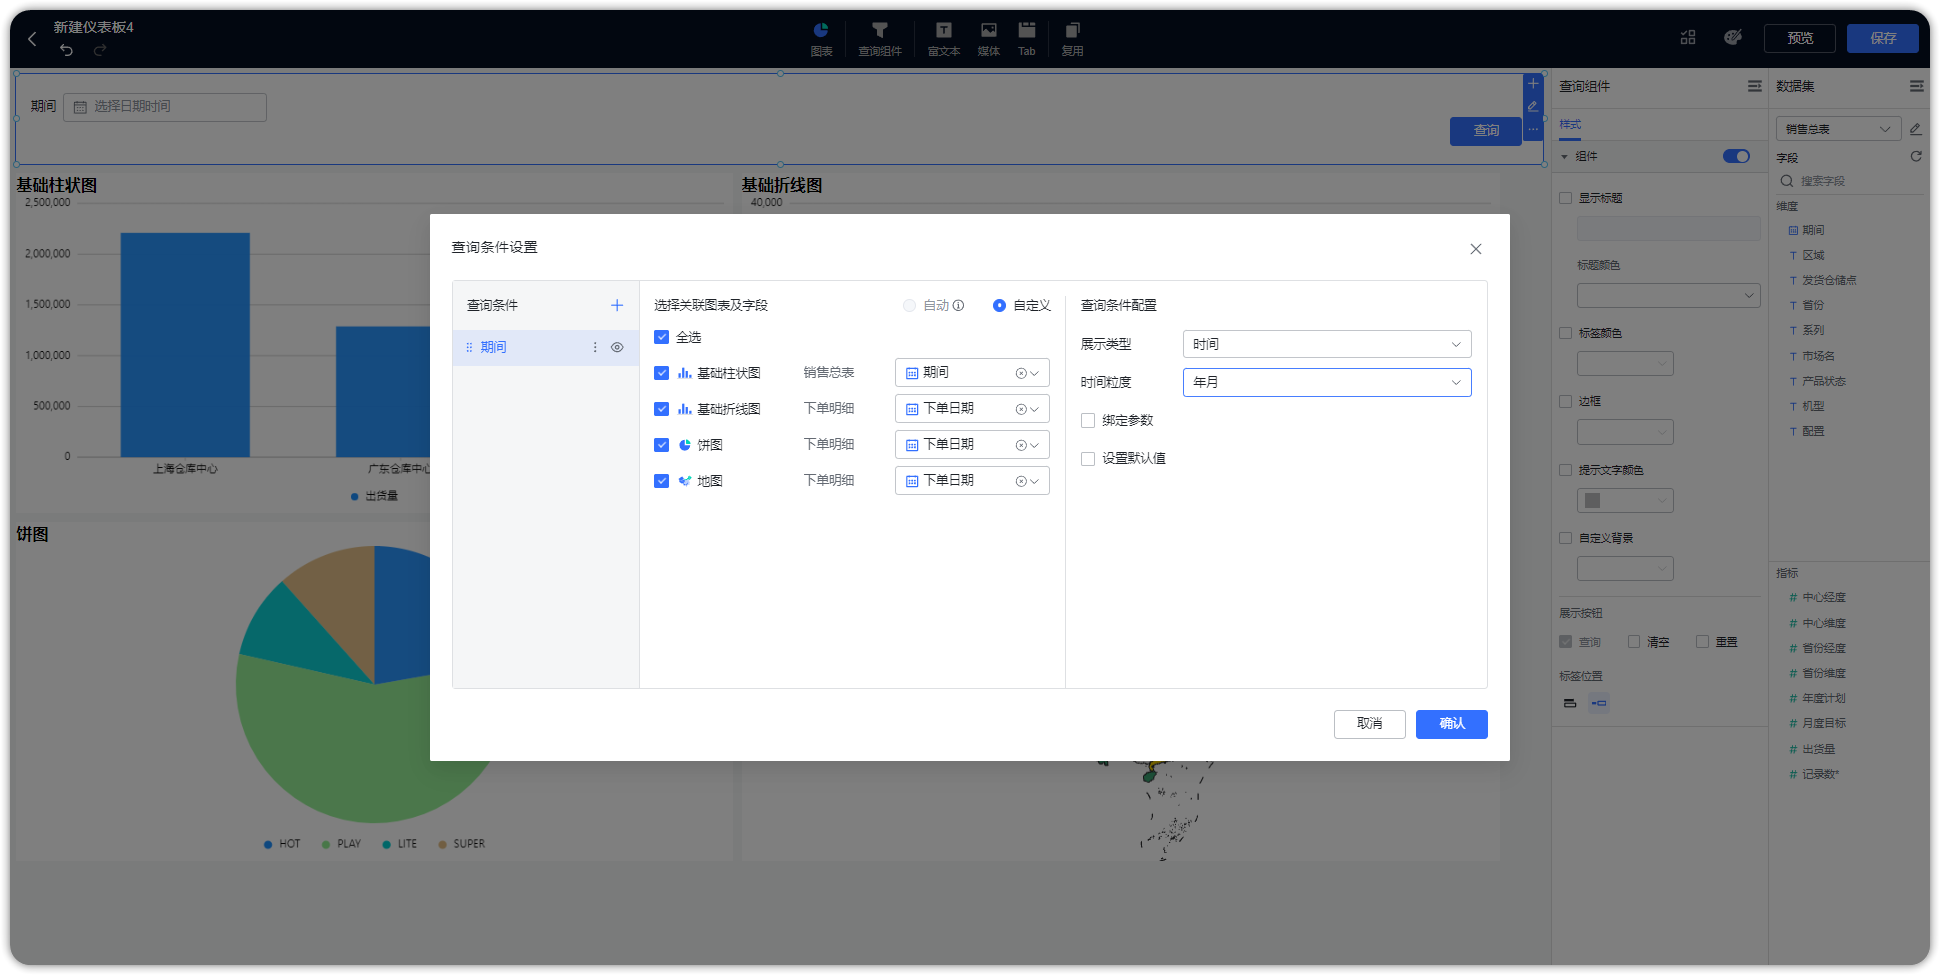 新建仪表板4
图表
查询组件
富文本
媒体
Tab
复用
预览
保存
期间
选择日期时间
查询
基础柱状图
2,500,000
2,000,000
1,500,000
1,000,000
500,000
0
上海仓库中心
广东仓库中心
出货量
基础折线图
40,000
饼图
HOT
PLAY
LITE
SUPER
查询条件设置
查询条件
期间
选择关联图表及字段
自动
自定义
全选
基础柱状图 销售总表 期间
基础折线图 下单明细 下单日期
饼图 下单明细 下单日期
地图 下单明细 下单日期
查询条件配置
展示类型 时间
时间粒度 年月
绑定参数
设置默认值
取消
确认
查询组件
样式
组件
显示标题
标题颜色
标签颜色
边框
提示文字颜色
自定义背景
展示按钮
查询 清空 重置
标签位置
数据集
销售总表
字段
搜索字段
维度
期间
区域
发货仓储点
省份
系列
市场名
产品状态
机型
配置
指标
中心经度
中心维度
省份经度
省份维度
年度计划
月度目标
出货量
记录数*